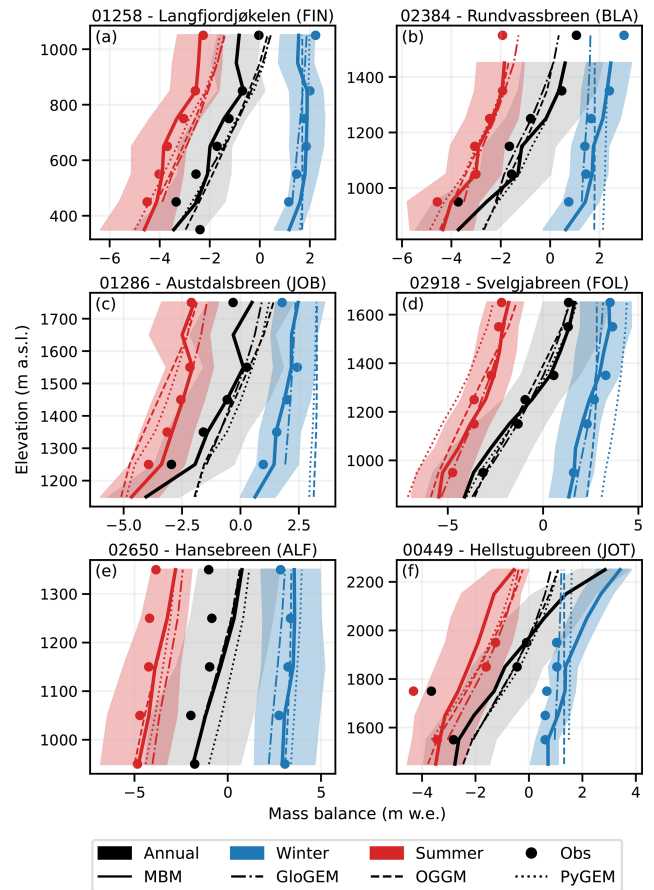 01258 - Langfjordjøkelen (FIN)
(a)
1000
800
600
400
−6
−4
−2
0
2
02384 - Rundvassbreen (BLA)
(b)
1400
1200
1000
−6
−4
−2
0
2
01286 - Austdalsbreen (JOB)
(c)
1700
1600
1500
1400
1300
1200
−5.0
−2.5
0.0
2.5
02918 - Svelgjabreen (FOL)
(d)
1600
1400
1200
1000
−5
0
5
Elevation (m a.s.l.)
02650 - Hansebreen (ALF)
(e)
1300
1200
1100
1000
−5
0
5
00449 - Hellstugubreen (JOT)
(f)
2200
2000
1800
1600
−4
−2
0
2
4
Mass balance (m w.e.)
Annual
Winter
Summer
Obs
MBM
GloGEM
OGGM
PyGEM